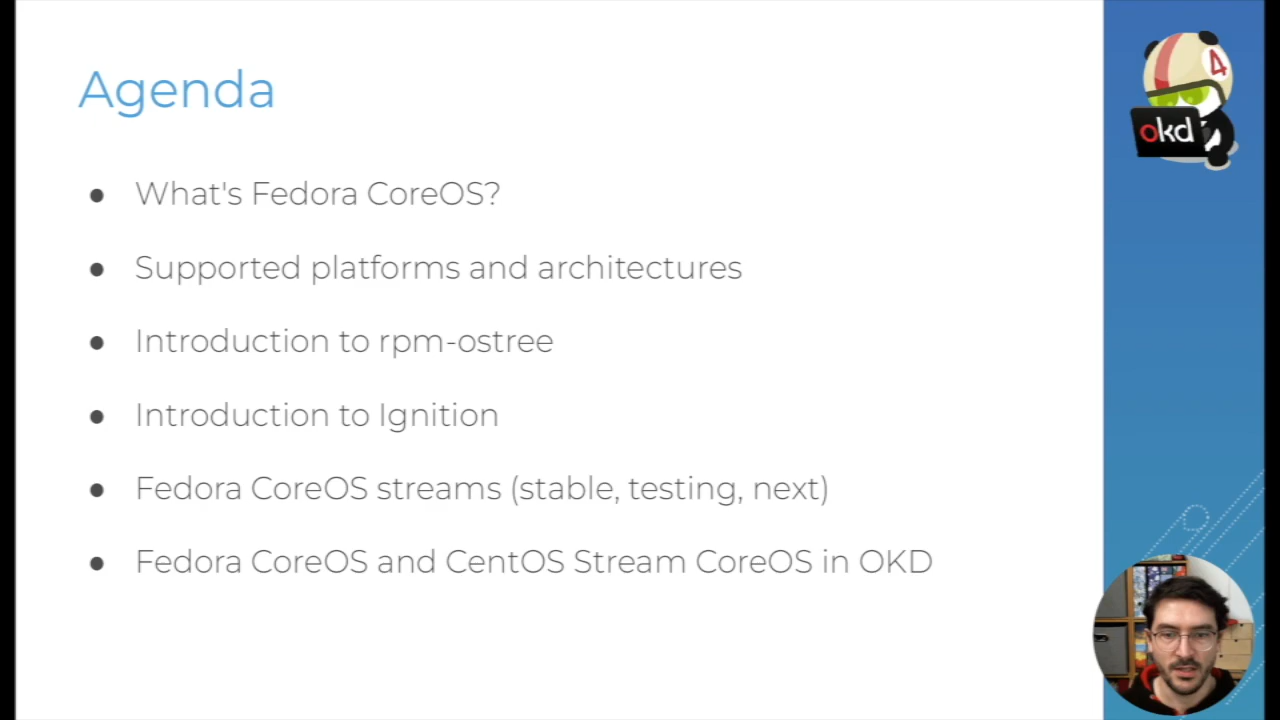 Agenda
4
okd
● What's Fedora CoreOS?
● Supported platforms and architectures
● Introduction to rpm-ostree
● Introduction to Ignition
● Fedora CoreOS streams (stable, testing, next)
● Fedora CoreOS and CentOS Stream CoreOS in OKD